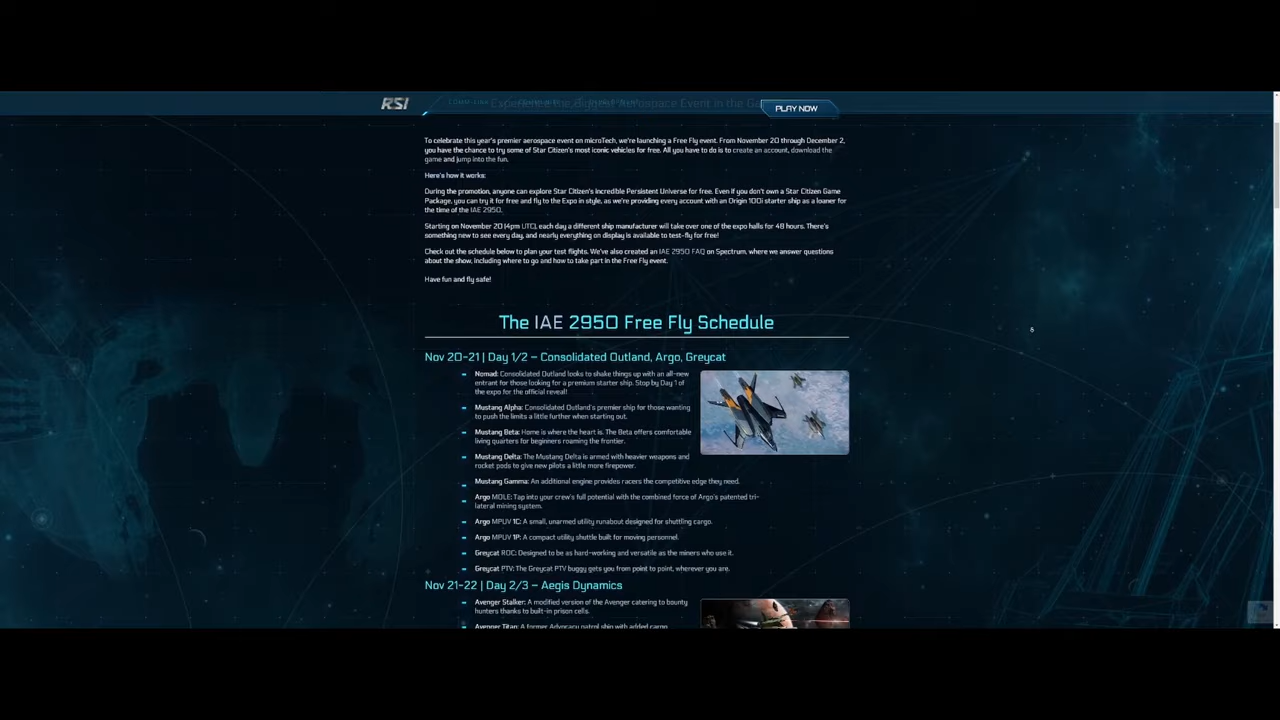 RSI
Experience the Biggest Aerospace Event in the Ga
PLAY NOW
To celebrate this year's premier aerospace event on microTech, we're launching a Free Fly event. From November 20 through December 2,
you have the chance to try some of Star Citizen's most iconic vehicles for free. All you have to do is to create an account, download the
game and jump into the fun.
Here's how it works:
During the promotion, anyone can explore Star Citizen's incredible Persistent Universe for free. Even if you don't own a Star Citizen Game
Package, you can try it for free and fly to the Expo in style, as we're providing every account with an Origin 100i starter ship as a loaner for
the time of the IAE 2950.
Starting on November 20 (4pm UTC), each day a different ship manufacturer will take over one of the expo halls for 48 hours. There's
something new to see every day, and nearly everything on display is available to test-fly for free!
Check out the schedule below to plan your test flights. We've also created an IAE 2950 FAQ on Spectrum, where we answer questions
about the show, including where to go and how to take part in the Free Fly event.
Have fun and fly safe!
The IAE 2950 Free Fly Schedule
Nov 20-21 | Day 1/2 – Consolidated Outland, Argo, Greycat
Nomad: Consolidated Outland looks to shake things up with an all-new
entrant for those looking for a premium starter ship. Stop by Day 1 of
the expo for the official reveal!
Mustang Alpha: Consolidated Outland's premier ship for those wanting
to push the limits a little further when starting out.
Mustang Beta: Home is where the heart is. The Beta offers comfortable
living quarters for beginners roaming the frontier.
Mustang Delta: The Mustang Delta is armed with heavier weapons and
rocket pods to give new pilots a little more firepower.
Mustang Gamma: An additional engine provides racers the competitive edge they need.
Argo MOLE: Tap into your crew's full potential with the combined force of Argo's patented tri-
lateral mining system.
Argo MPUV 1C: A small, unarmed utility runabout designed for shuttling cargo.
Argo MPUV 1P: A compact utility shuttle built for moving personnel.
Greycat ROC: Designed to be as hard-working and versatile as the miners who use it.
Greycat PTV: The Greycat PTV buggy gets you from point to point, wherever you are.
Nov 21-22 | Day 2/3 – Aegis Dynamics
Avenger Stalker: A modified version of the Avenger catering to bounty
hunters thanks to built-in prison cells.
Avenger Titan: A former Advocacy patrol ship with added cargo